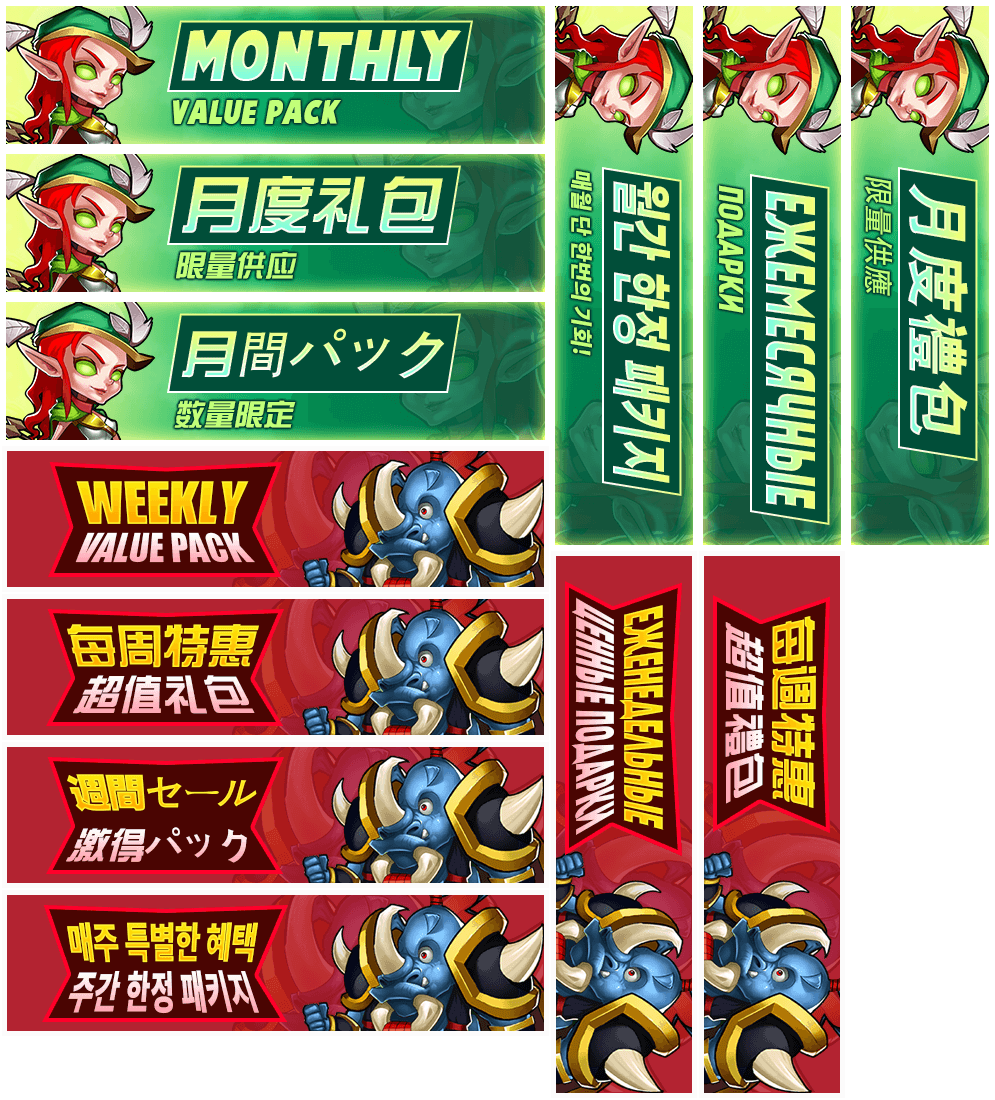 MONTHLY
VALUE PACK
月度礼包
限量供应
月間パック
数量限定
WEEKLY
VALUE PACK
每周特惠
超值礼包
週間セール
激得パック
매주 특별한 혜택
주간 한정 패키지
월간 한정 패키지
매월 단 한번의 기회!
ЕЖЕМЕСЯЧНЫЕ
ПОДАРКИ
月度禮包
限量供應
ЕЖЕНЕДЕЛЬНЫЕ
ЦЕННЫЕ ПОДАРКИ
每週特惠
超值禮包